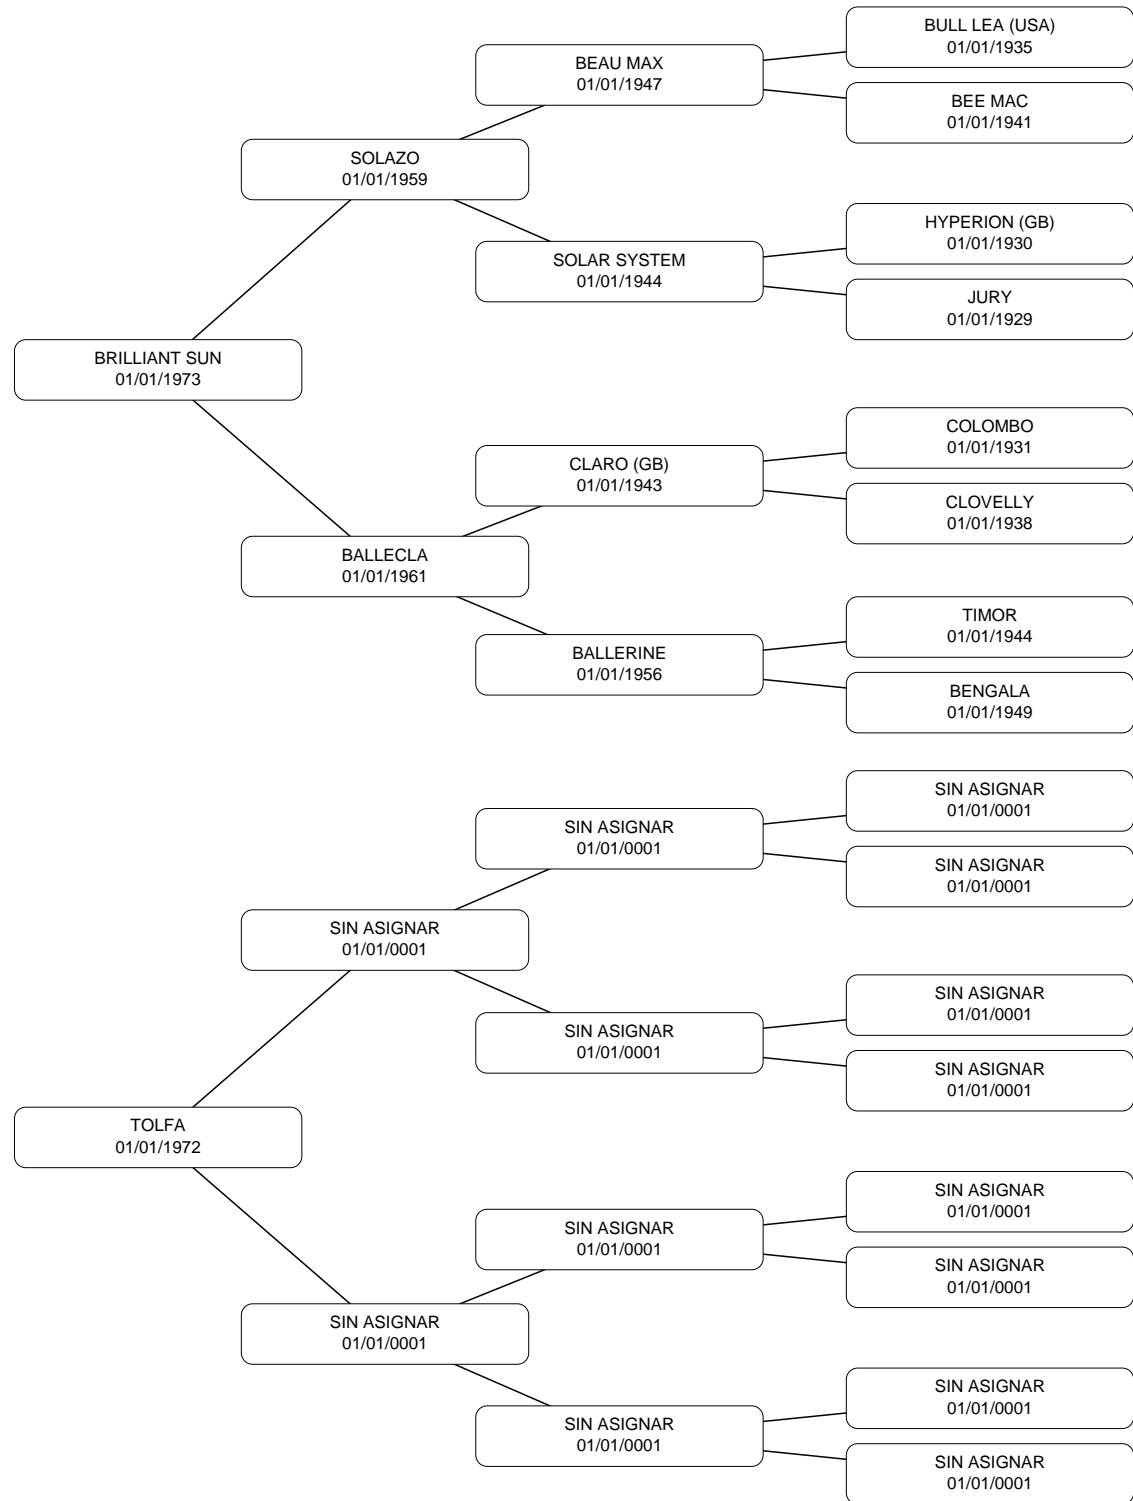 BULL LEA (USA)
01/01/1935
BEAU MAX
01/01/1947
BEE MAC
01/01/1941
SOLAZO
01/01/1959
HYPERION (GB)
01/01/1930
SOLAR SYSTEM
01/01/1944
JURY
01/01/1929
BRILLIANT SUN
01/01/1973
COLOMBO
01/01/1931
CLARO (GB)
01/01/1943
CLOVELLY
01/01/1938
BALLECLA
01/01/1961
TIMOR
01/01/1944
BALLERINE
01/01/1956
BENGALA
01/01/1949
SIN ASIGNAR
01/01/0001
SIN ASIGNAR
01/01/0001
SIN ASIGNAR
01/01/0001
SIN ASIGNAR
01/01/0001
SIN ASIGNAR
01/01/0001
SIN ASIGNAR
01/01/0001
SIN ASIGNAR
01/01/0001
TOLFA
01/01/1972
SIN ASIGNAR
01/01/0001
SIN ASIGNAR
01/01/0001
SIN ASIGNAR
01/01/0001
SIN ASIGNAR
01/01/0001
SIN ASIGNAR
01/01/0001
SIN ASIGNAR
01/01/0001
SIN ASIGNAR
01/01/0001